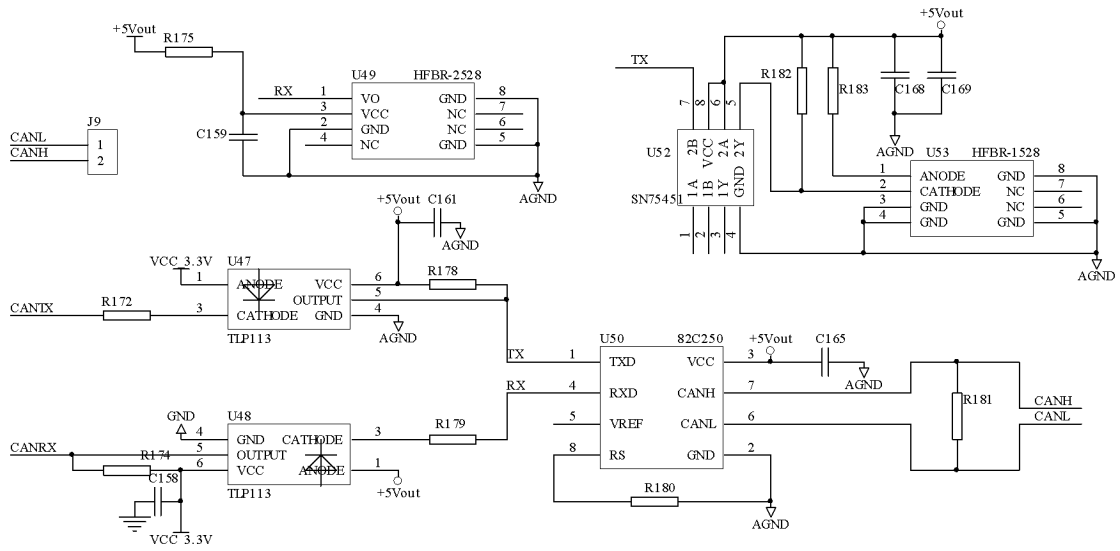 +5Vout
R175
U49 HFBR-2528
RX 1 VO GND 8
3 VCC NC 7
2 GND NC 6
4 NC GND 5
C159
AGND
J9
CANL 1
CANH 2
+5Vout
TX
R182
R183
C168
C169
AGND
7 8 6 5
2B VCC 2A 2Y
U52
1A 1B 1Y GND
SN75451
1 2 3 4
U53 HFBR-1528
1 ANODE GND 8
2 CATHODE NC 7
3 GND NC 6
4 GND GND 5
AGND
+5Vout
C161
AGND
VCC 3.3V
U47
1 ANODE VCC 6
OUTPUT 5
3 CATHODE GND 4
TLP113
R178
AGND
CANTX
R172
TX
RX
U50 82C250
1 TXD VCC 3
4 RXD CANH 7
5 VREF CANL 6
8 RS GND 2
+5Vout
C165
AGND
R181
CANH
CANL
R180
AGND
GND
U48
4 GND CATHODE 3
5 OUTPUT
6 VCC ANODE 1
TLP113
R179
+5Vout
CANRX
R174
C158
VCC 3.3V